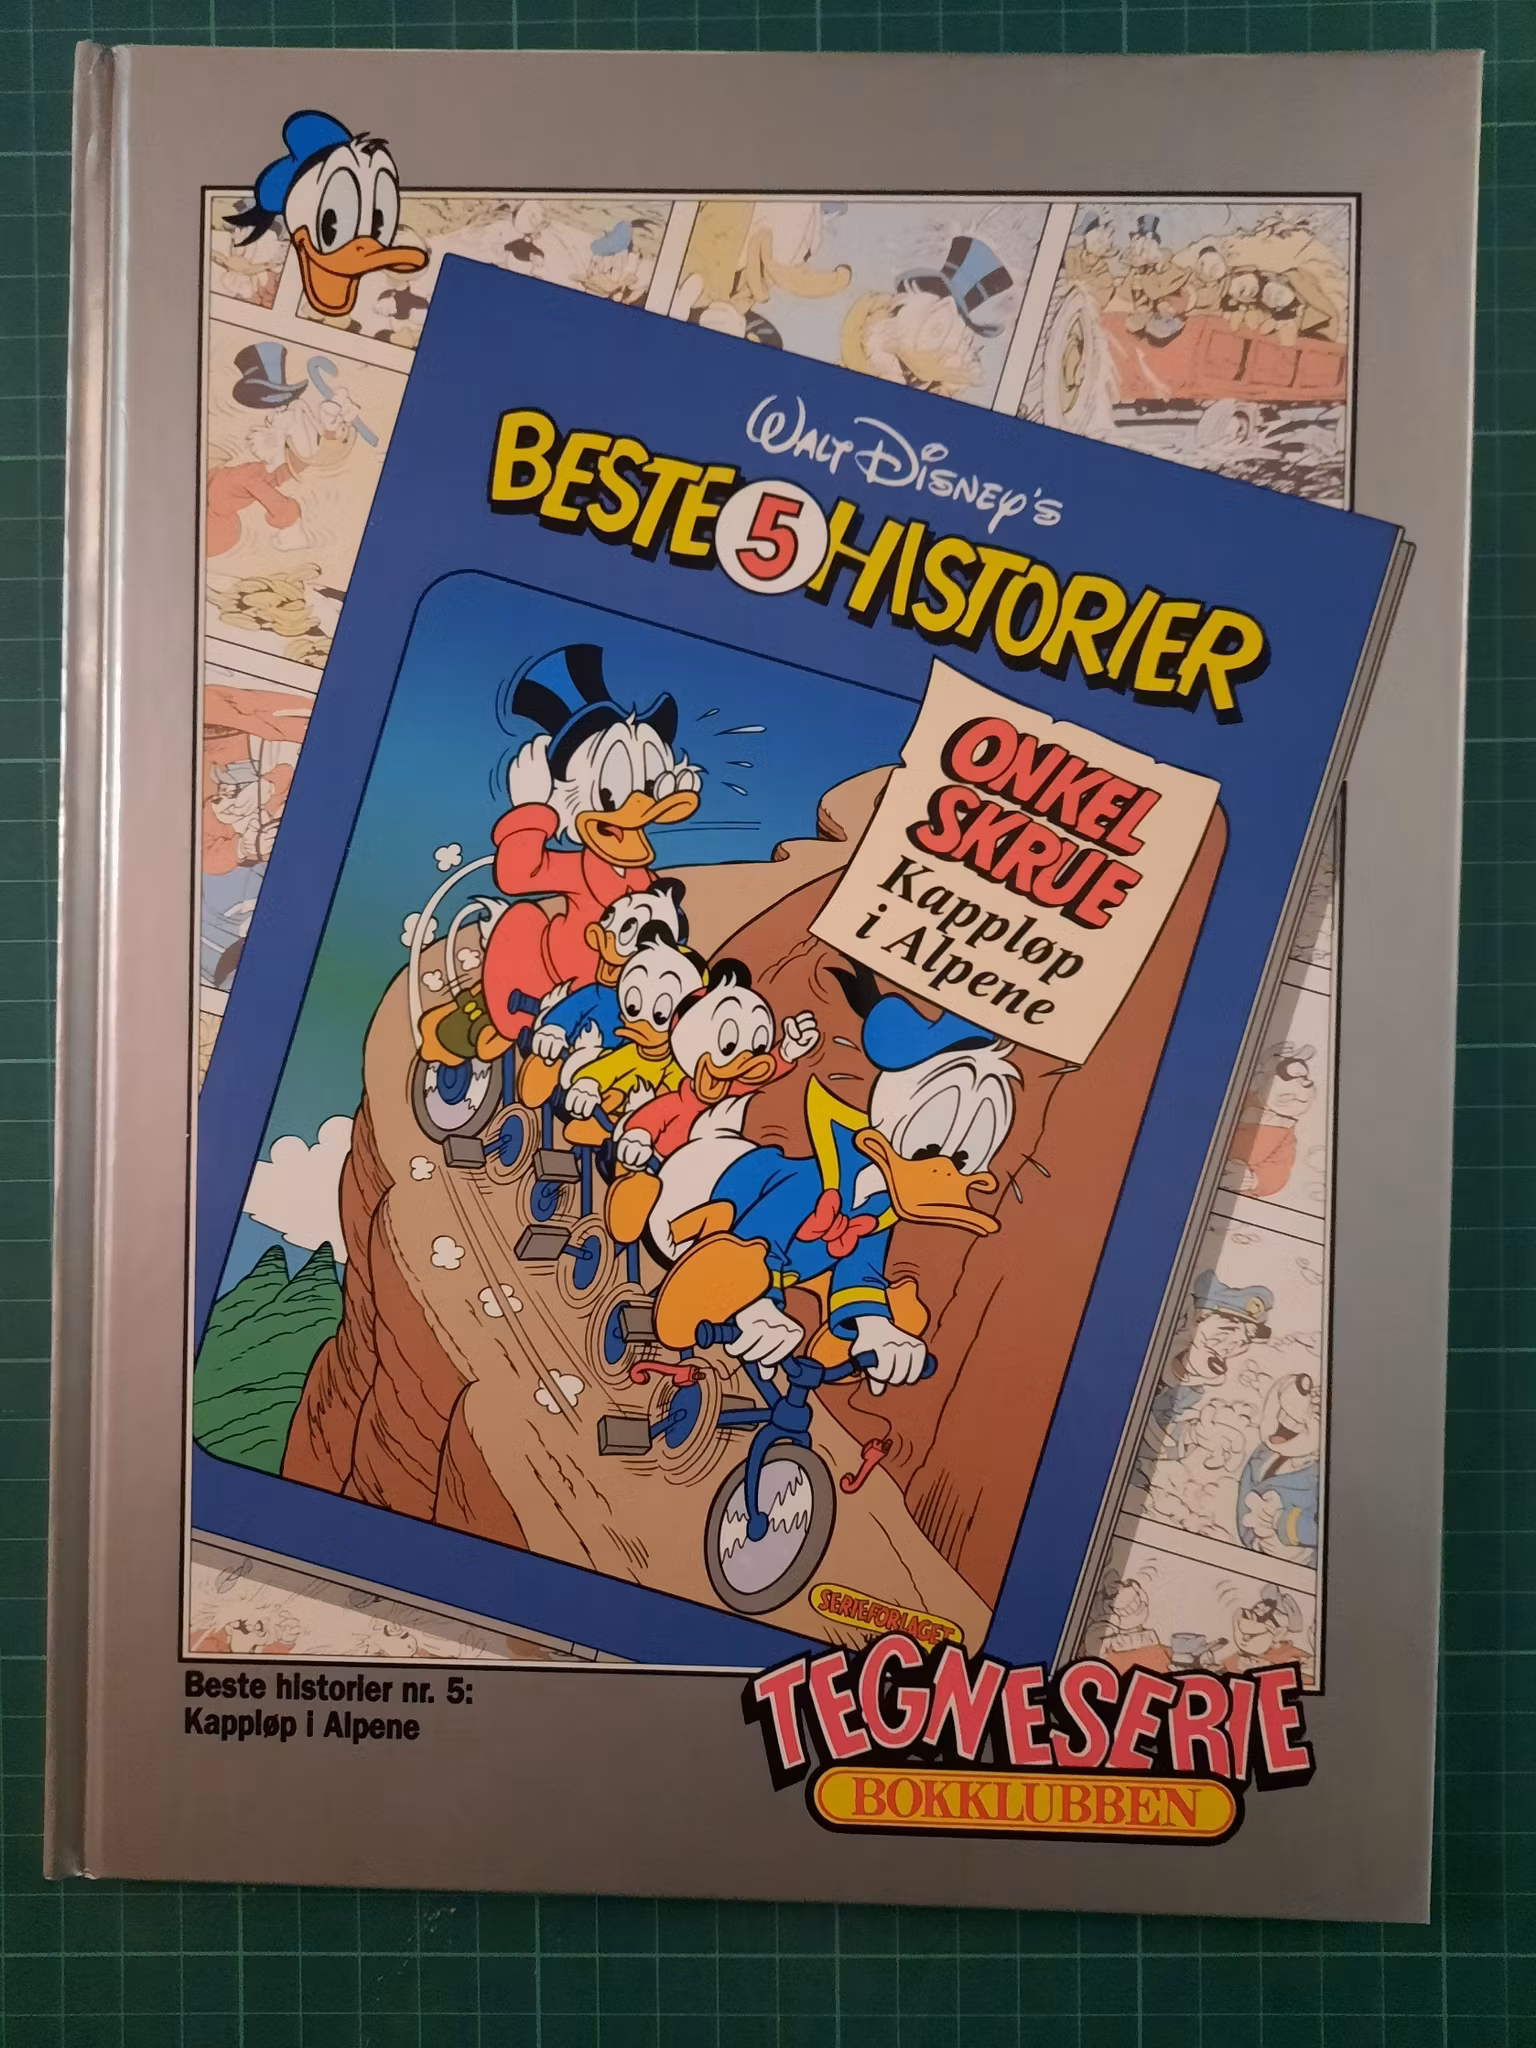 WALT DISNEY'S
BESTE 5 HISTORIER
ONKEL
SKRUE
Kappløp
i Alpene
SERIEFORLAGET
Beste historier nr. 5:
Kappløp i Alpene
TEGNESERIE
BOKKLUBBEN